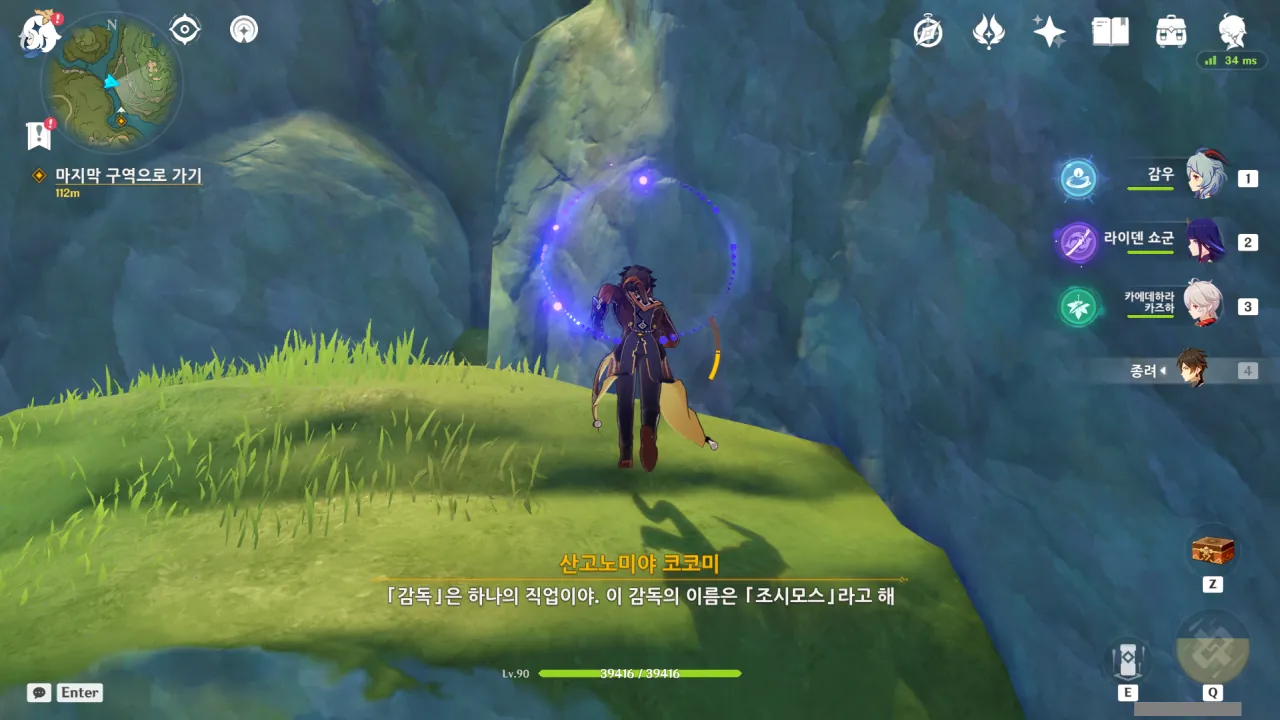 N
34 ms
마지막 구역으로 가기
112m
감우
1
라이덴 쇼군
2
카에데하라
카즈하
3
종려
4
산고노미야 코코미
「감독」은 하나의 직업이야. 이 감독의 이름은 「조시모스」라고 해
Z
Lv.90
39416 / 39416
Enter
E
Q